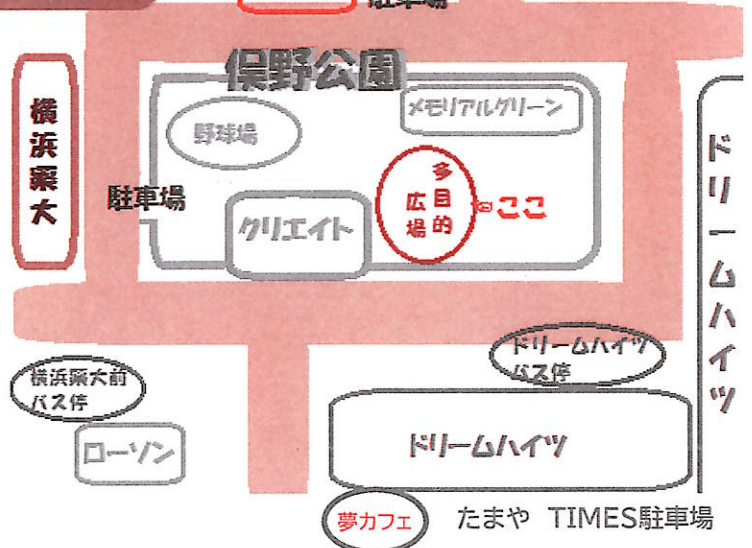 駐車場
俣野公園
横浜薬大
野球場
メモリアルグリーン
ドリームハイツ
駐車場
クリエイト
多目的
広場
ここ
ドリームハイツ
バス停
横浜薬大前
バス停
ローソン
ドリームハイツ
夢カフェ
たまや TIMES駐車場